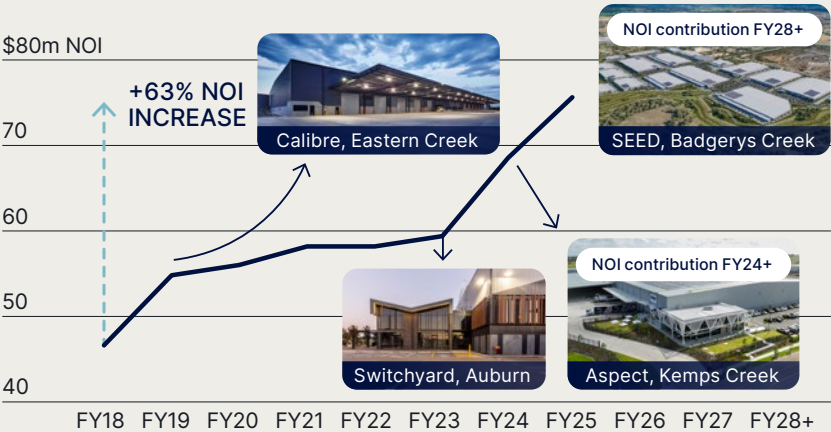 $80m NOI
+63% NOI
INCREASE
NOI contribution FY28+
70
Calibre, Eastern Creek
SEED, Badgerys Creek
60
NOI contribution FY24+
50
Switchyard, Auburn
Aspect, Kemps Creek
40
FY18 FY19 FY20 FY21 FY22 FY23 FY24 FY25 FY26 FY27 FY28+